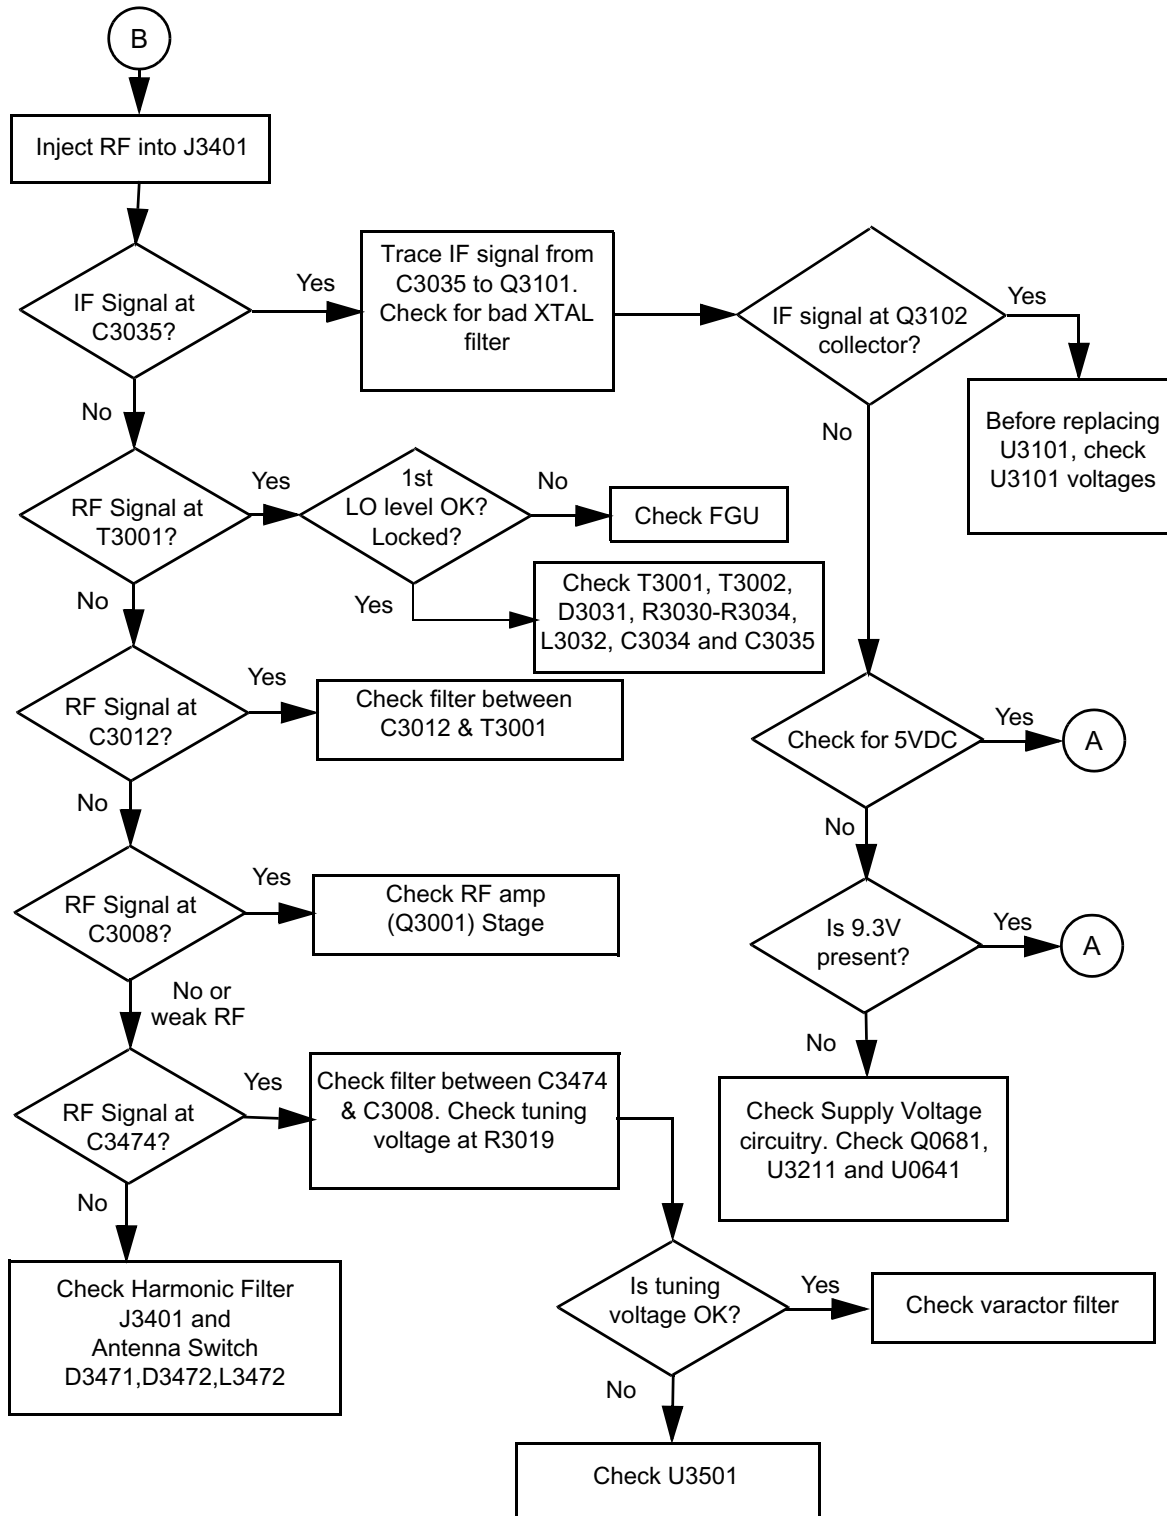 B
Inject RF into J3401
IF Signal at
C3035?
Yes
Trace IF signal from
C3035 to Q3101.
Check for bad XTAL
filter
IF signal at Q3102
collector?
Yes
Before replacing
U3101, check
U3101 voltages
No
No
RF Signal at
T3001?
Yes
1st
LO level OK?
Locked?
No
Check FGU
Yes
Check T3001, T3002,
D3031, R3030-R3034,
L3032, C3034 and C3035
No
RF Signal at
C3012?
Yes
Check filter between
C3012 & T3001
Check for 5VDC
Yes
A
No
No
RF Signal at
C3008?
Yes
Check RF amp
(Q3001) Stage
Is 9.3V
present?
Yes
A
No or
weak RF
No
RF Signal at
C3474?
Yes
Check filter between C3474
& C3008. Check tuning
voltage at R3019
Check Supply Voltage
circuitry. Check Q0681,
U3211 and U0641
No
Check Harmonic Filter
J3401 and
Antenna Switch
D3471,D3472,L3472
Is tuning
voltage OK?
Yes
Check varactor filter
No
Check U3501